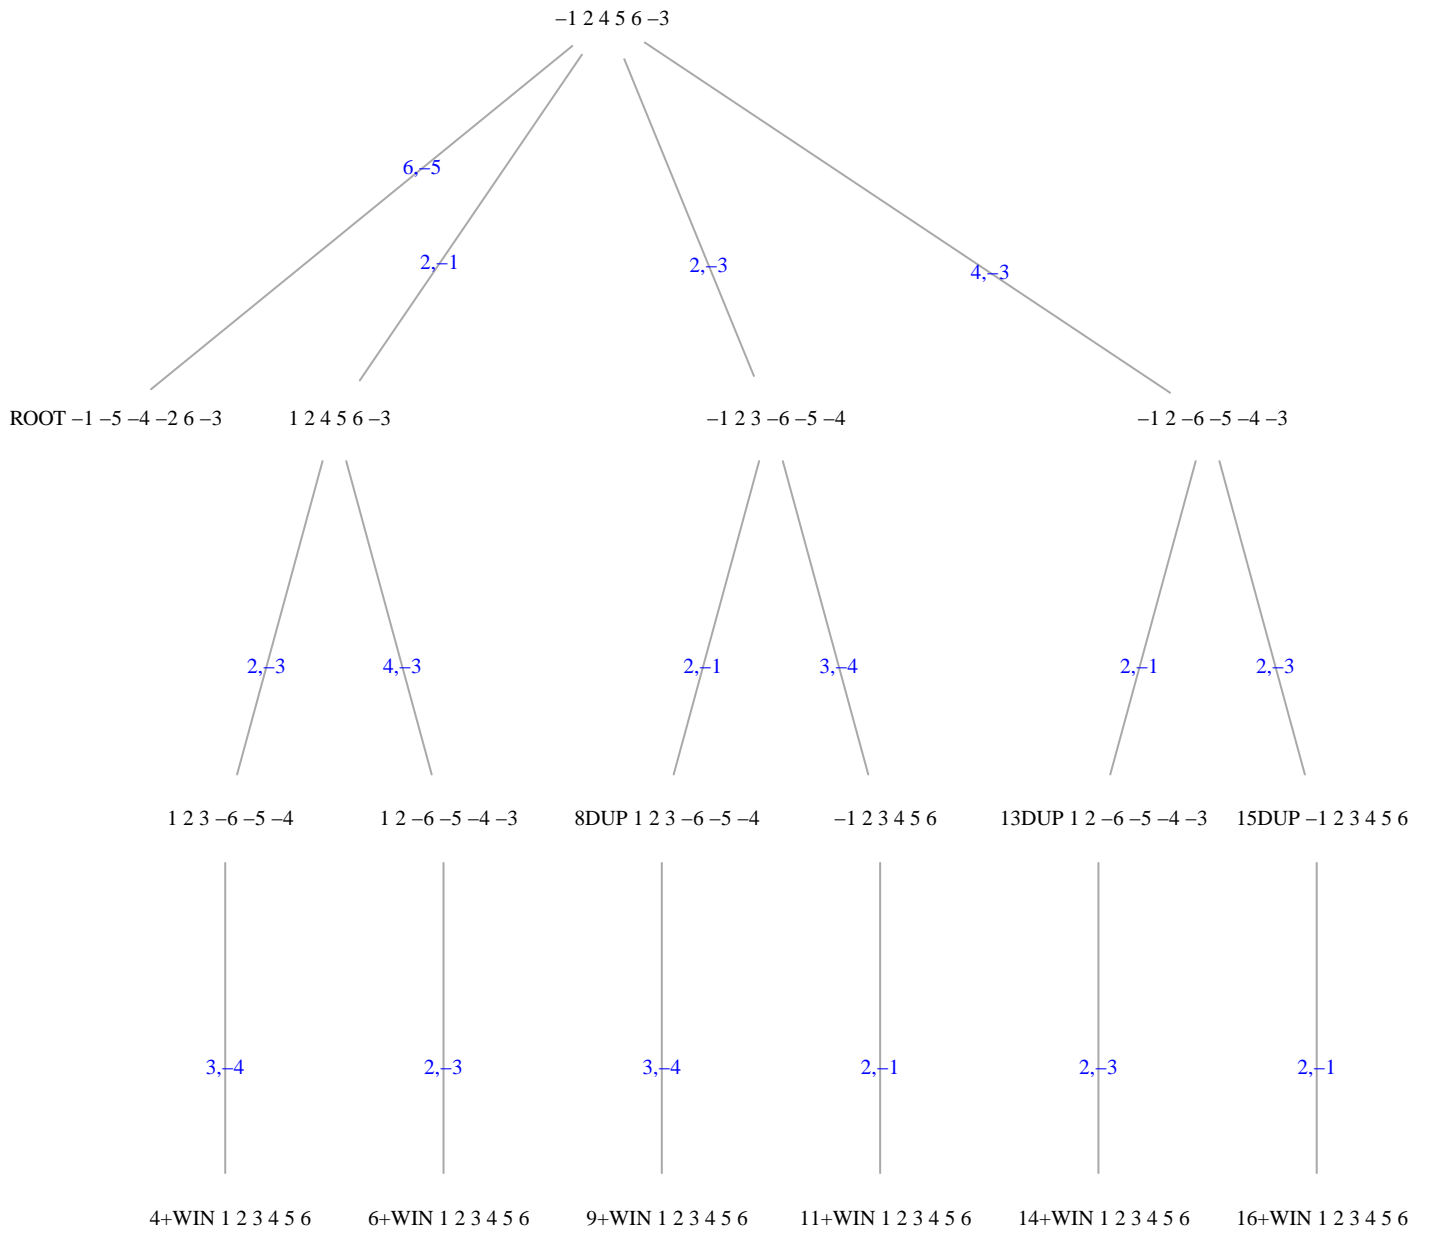 –1 2 4 5 6 –3
6,–5
2,–1
2,–3
4,–3
ROOT –1 –5 –4 –2 6 –3
1 2 4 5 6 –3
–1 2 3 –6 –5 –4
–1 2 –6 –5 –4 –3
2,–3
4,–3
2,–1
3,–4
2,–1
2,–3
1 2 3 –6 –5 –4
1 2 –6 –5 –4 –3
8DUP 1 2 3 –6 –5 –4
–1 2 3 4 5 6
13DUP 1 2 –6 –5 –4 –3
15DUP –1 2 3 4 5 6
3,–4
2,–3
3,–4
2,–1
2,–3
2,–1
4+WIN 1 2 3 4 5 6
6+WIN 1 2 3 4 5 6
9+WIN 1 2 3 4 5 6
11+WIN 1 2 3 4 5 6
14+WIN 1 2 3 4 5 6
16+WIN 1 2 3 4 5 6